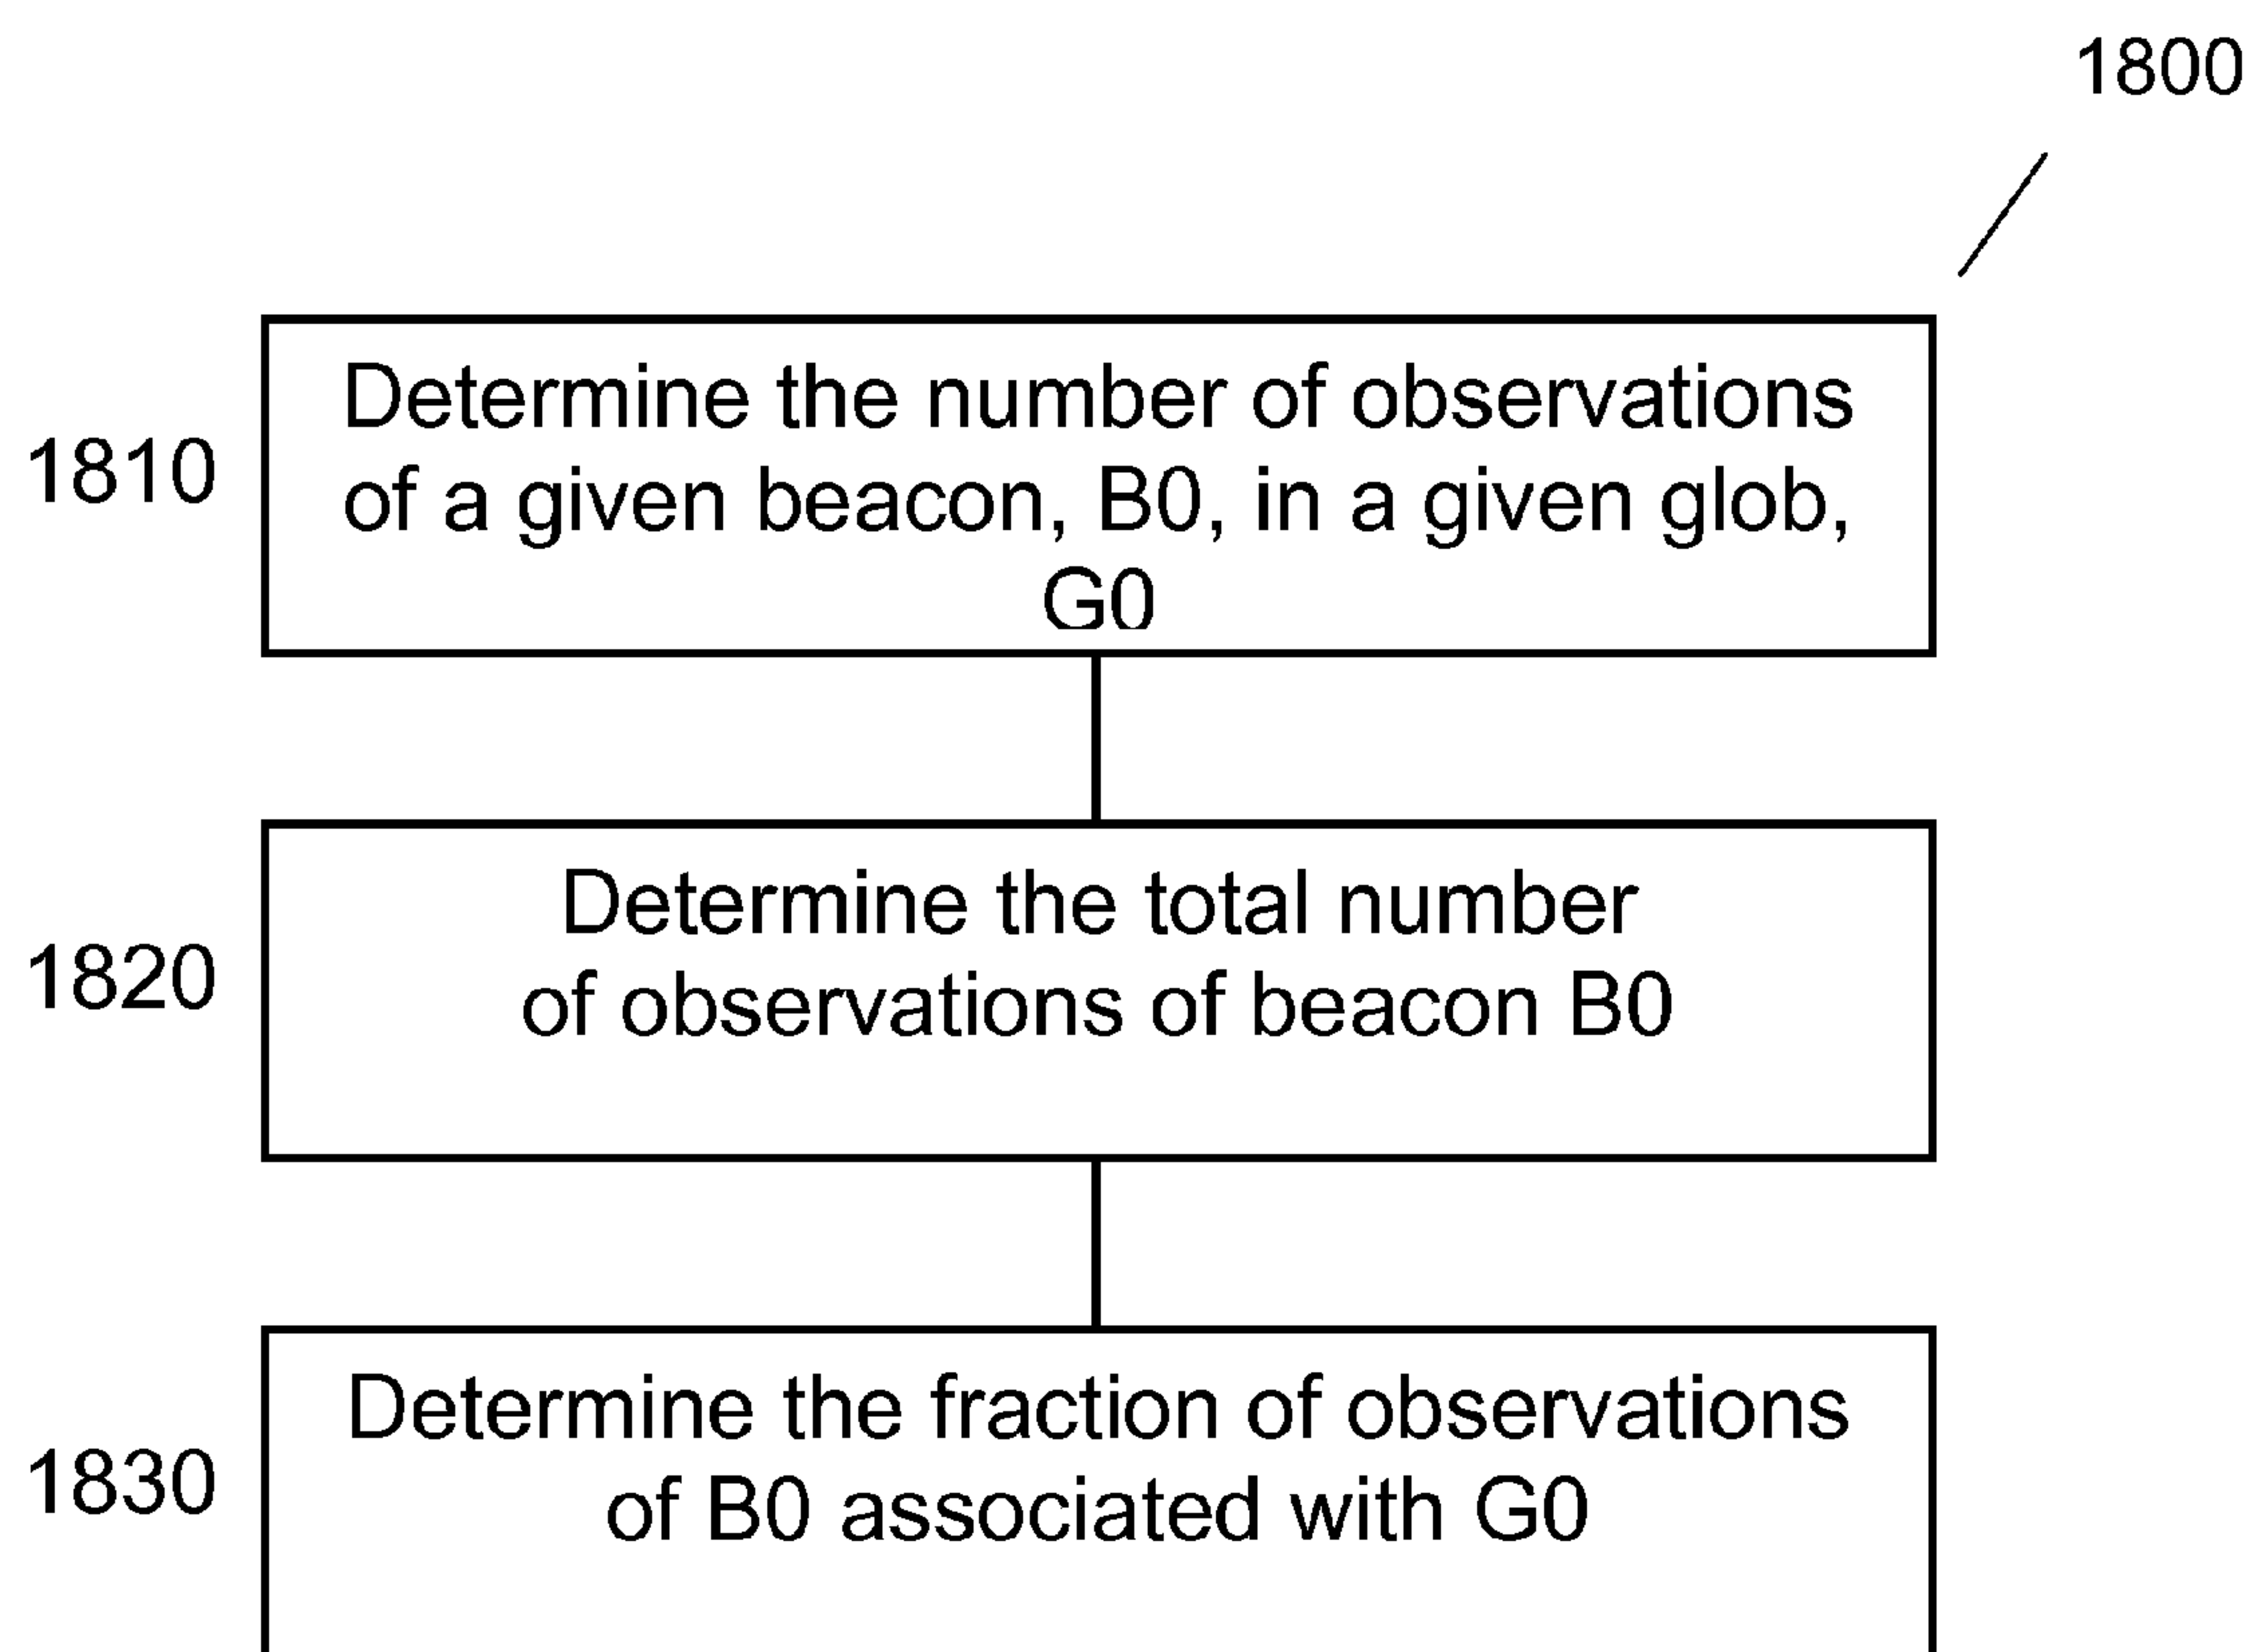 1800
1810
Determine the number of observations
of a given beacon, B0, in a given glob,
G0
1820
Determine the total number
of observations of beacon B0
1830
Determine the fraction of observations
of B0 associated with G0